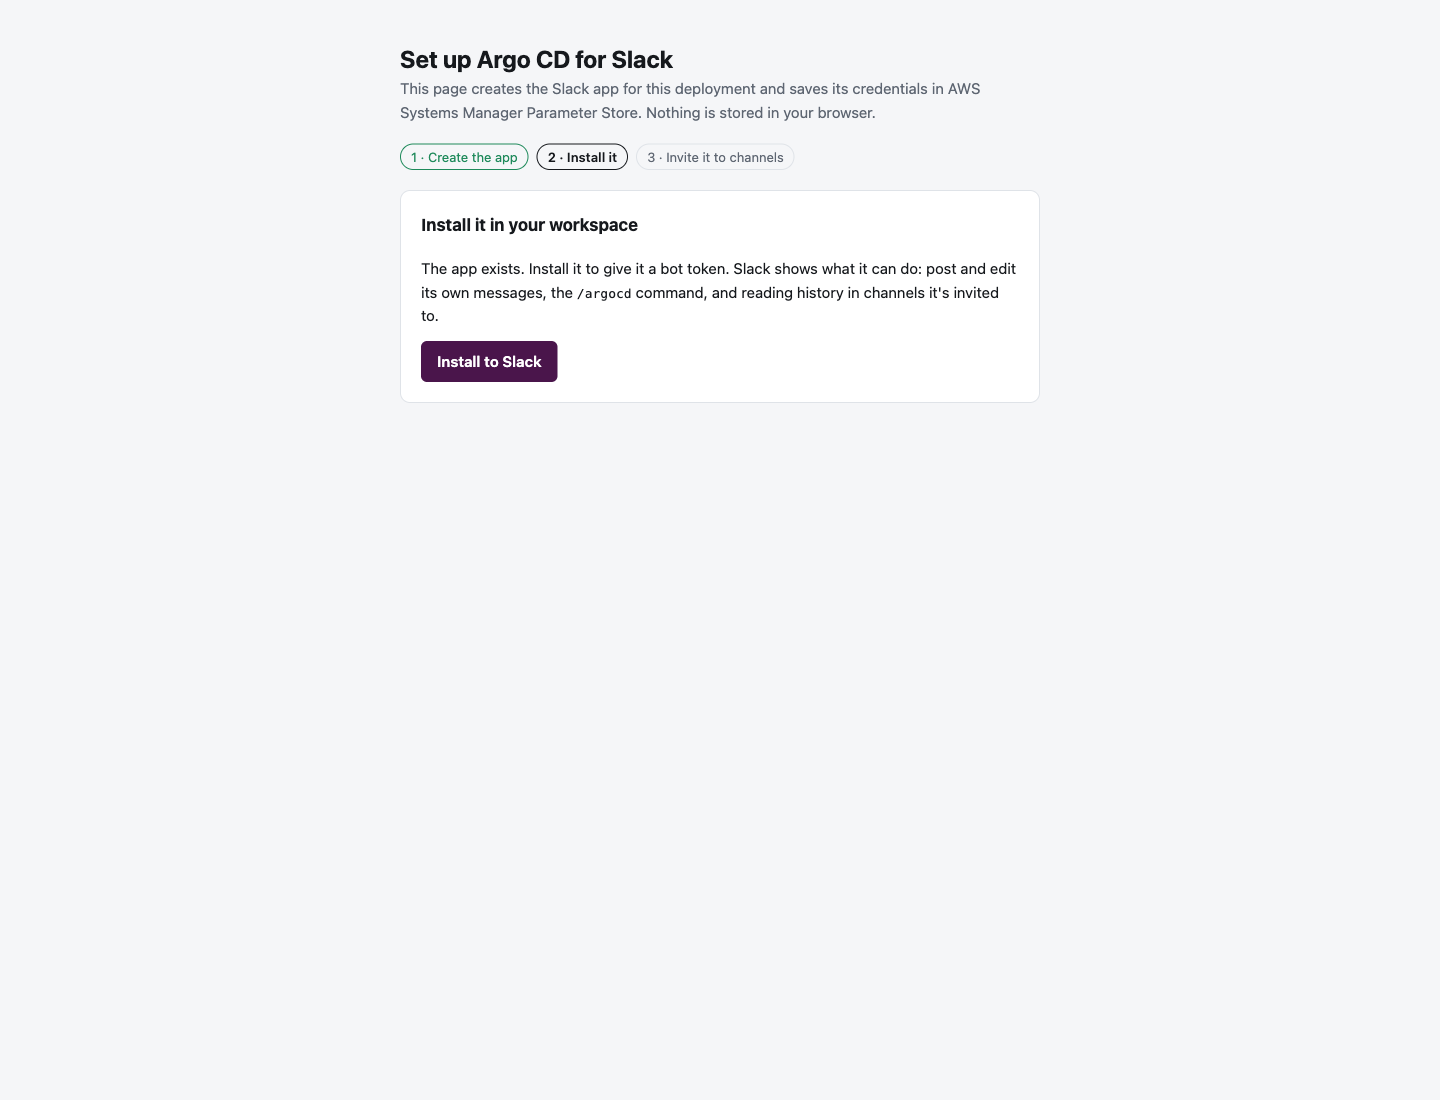 Set up Argo CD for Slack
This page creates the Slack app for this deployment and saves its credentials in AWS
Systems Manager Parameter Store. Nothing is stored in your browser.
1 · Create the app
2 · Install it
3 · Invite it to channels
Install it in your workspace
The app exists. Install it to give it a bot token. Slack shows what it can do: post and edit
its own messages, the /argocd command, and reading history in channels it's invited
to.
Install to Slack